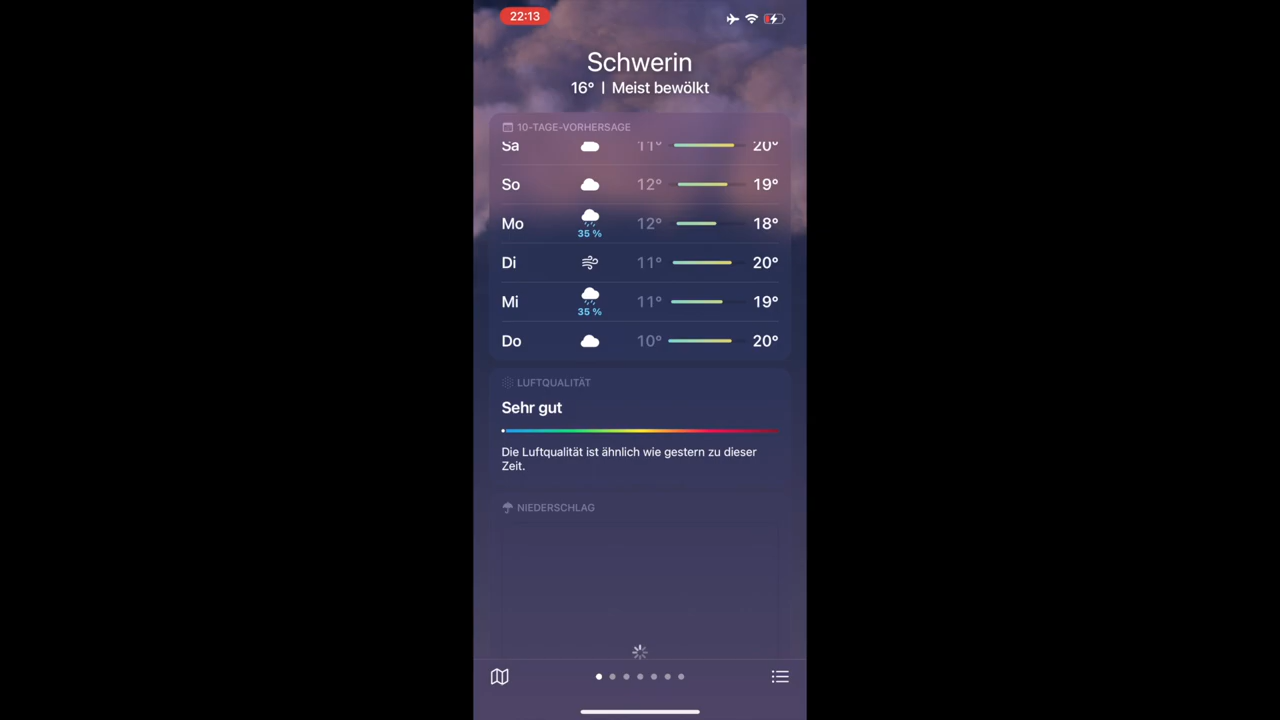 22:13
Schwerin
16° | Meist bewölkt
10-TAGE-VORHERSAGE
Sa 11° 20°
So 12° 19°
Mo 35 % 12° 18°
Di 11° 20°
Mi 35 % 11° 19°
Do 10° 20°
LUFTQUALITÄT
Sehr gut
Die Luftqualität ist ähnlich wie gestern zu dieser
Zeit.
NIEDERSCHLAG